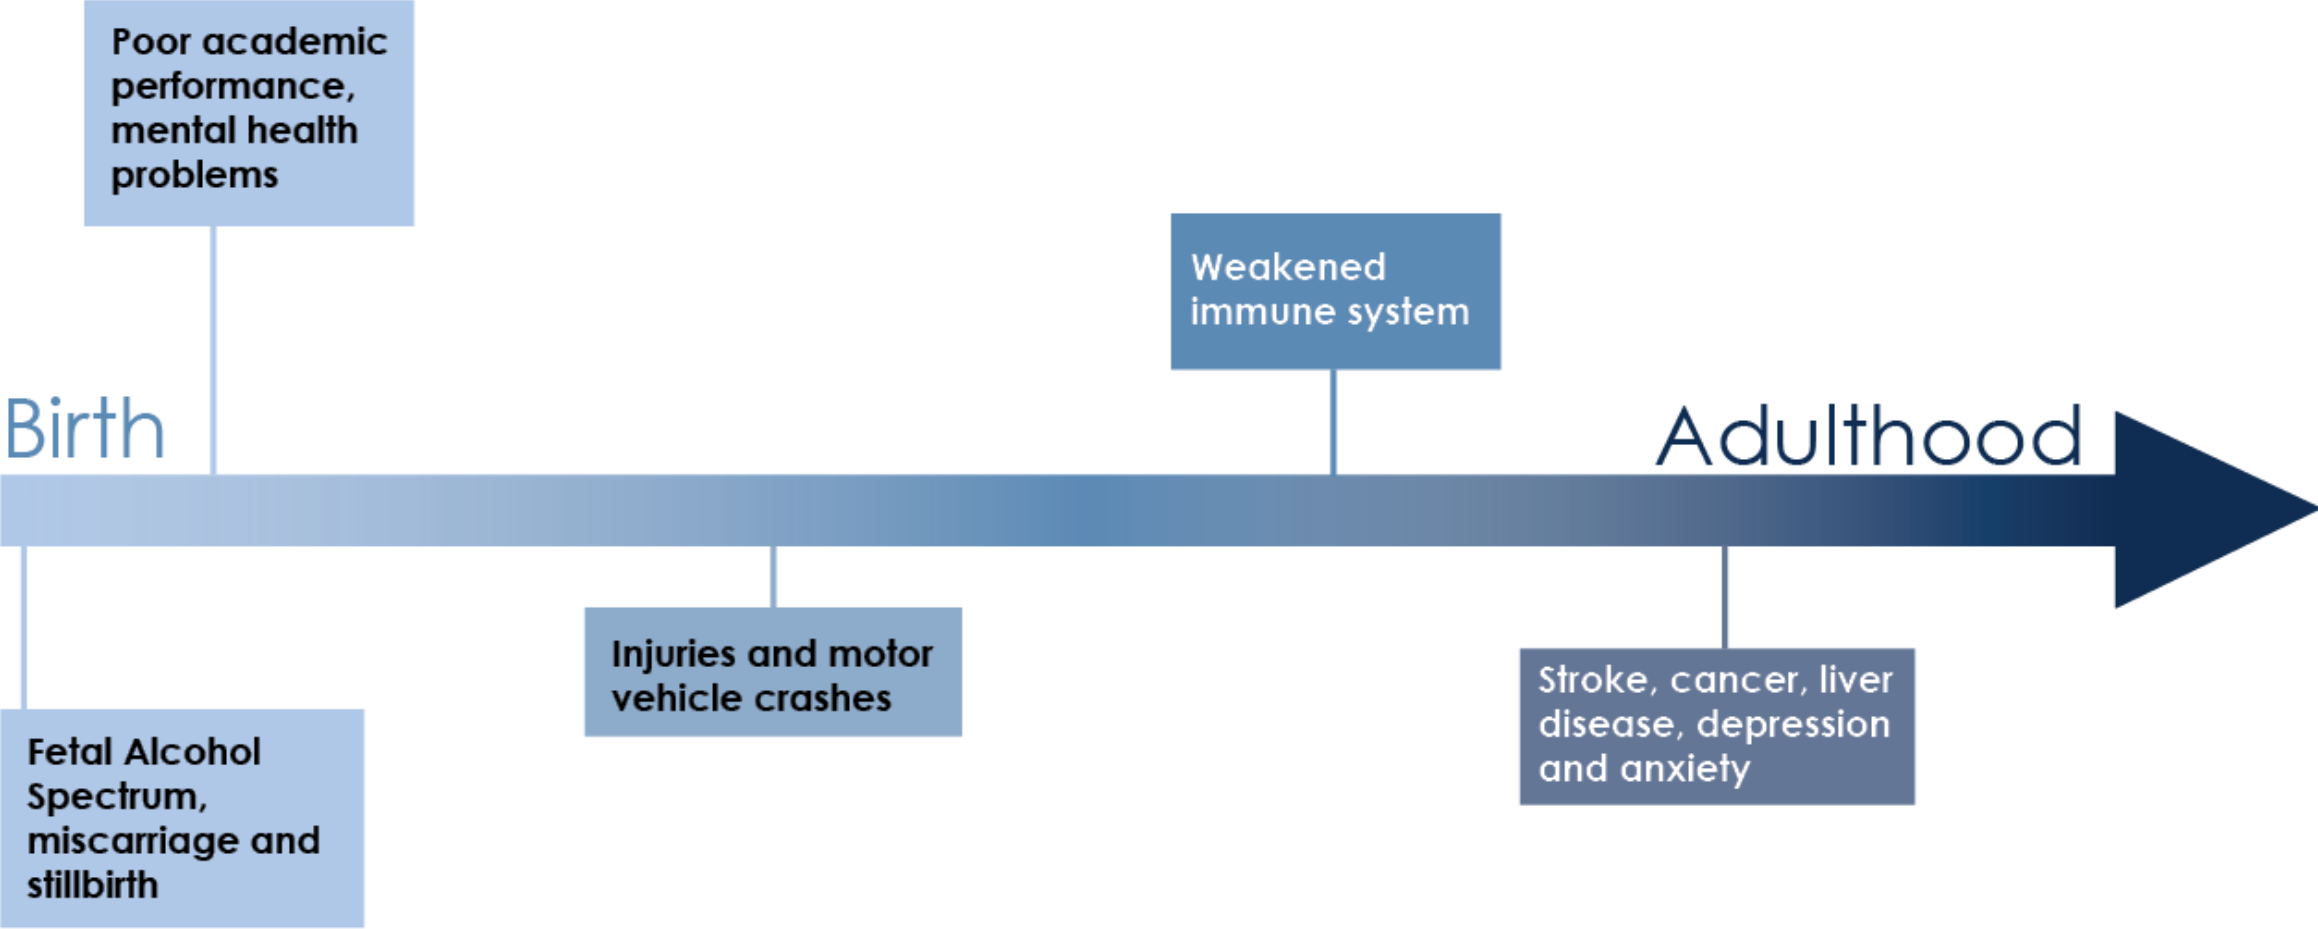 Poor academic
performance,
mental health
problems
Weakened
immune system
Birth
Adulthood
Injuries and motor
vehicle crashes
Stroke, cancer, liver
disease, depression
and anxiety
Fetal Alcohol
Spectrum,
miscarriage and
stillbirth